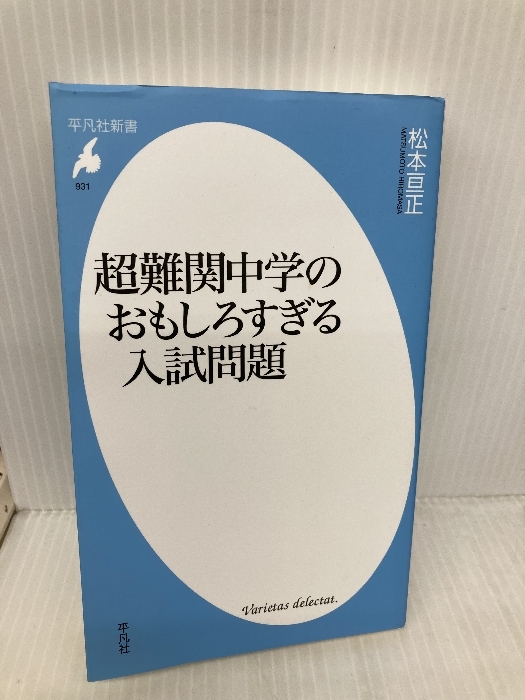 平凡社新書
931
松本亘正
MATSUMOTO HIROMASA
超難関中学の
おもしろすぎる
入試問題
Varietas delectat.
平凡社